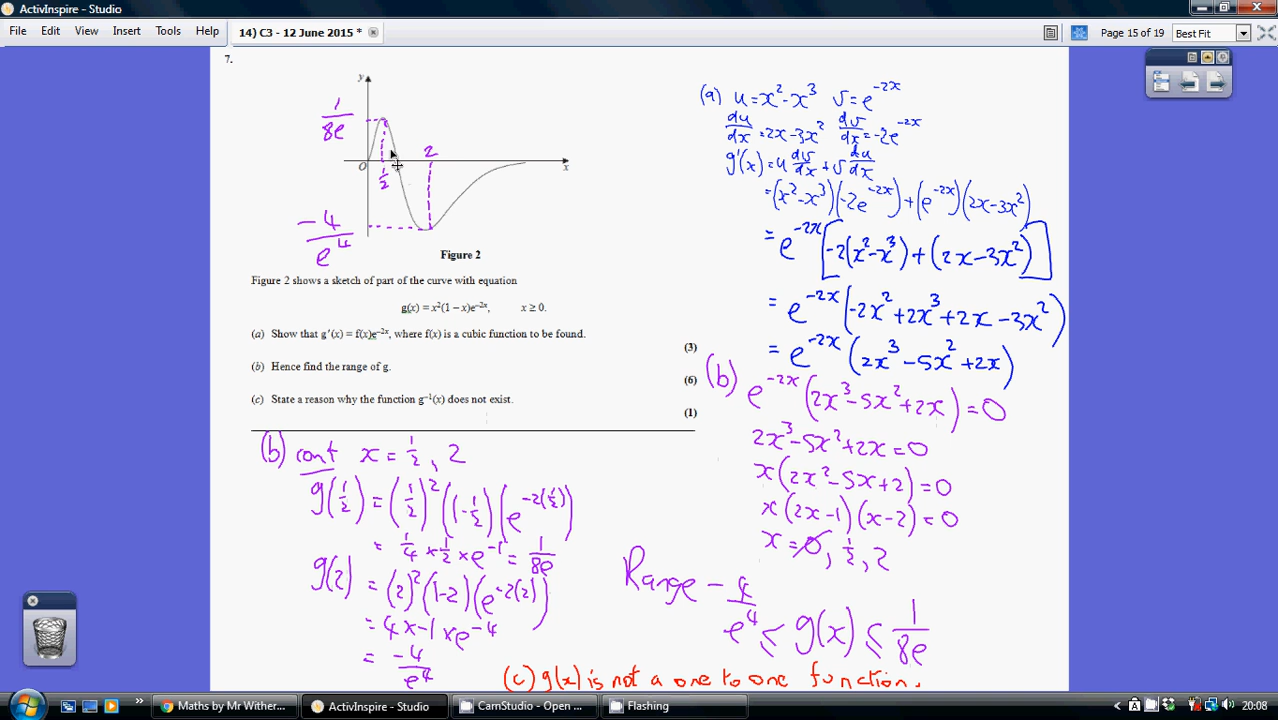 ActivInspire - Studio
File Edit View Insert Tools Help
14) C3 - 12 June 2015 *
Page 15 of 19
Best Fit
7.
y
1/8e
2
O
1/2
x
-4/e^4
Figure 2
Figure 2 shows a sketch of part of the curve with equation
g(x) = x²(1 – x)e^–2x, x ≥ 0.
(a) Show that g′(x) = f(x)e^–2x, where f(x) is a cubic function to be found.
(3)
(b) Hence find the range of g.
(6)
(c) State a reason why the function g^–1(x) does not exist.
(1)
(a) u=x²-x³ v=e^-2x
du/dx=2x-3x² dv/dx=-2e^-2x
g'(x)=u dv/dx+v du/dx
=(x²-x³)(-2e^-2x)+(e^-2x)(2x-3x²)
= e^-2x[-2(x²-x³)+(2x-3x²)]
= e^-2x(-2x²+2x³+2x-3x²)
= e^-2x(2x³-5x²+2x)
(b) e^-2x(2x³-5x²+2x)=0
2x³-5x²+2x=0
x(2x²-5x+2)=0
x(2x-1)(x-2)=0
x=0, 1/2, 2
(b) cont x=1/2, 2
g(1/2)=(1/2)²(1-1/2)(e^-2(1/2))
= 1/4 × 1/2 × e^-1 = 1/8e
g(2) = (2)²(1-2)(e^-2(2))
= 4×-1×e^-4
= -4/e^4
Range -4/e^4 ≤ g(x) ≤ 1/8e
(c) g(x) is not a one to one function.
Maths by Mr Wither...
ActivInspire - Studio
CamStudio - Open ...
Flashing
20:08